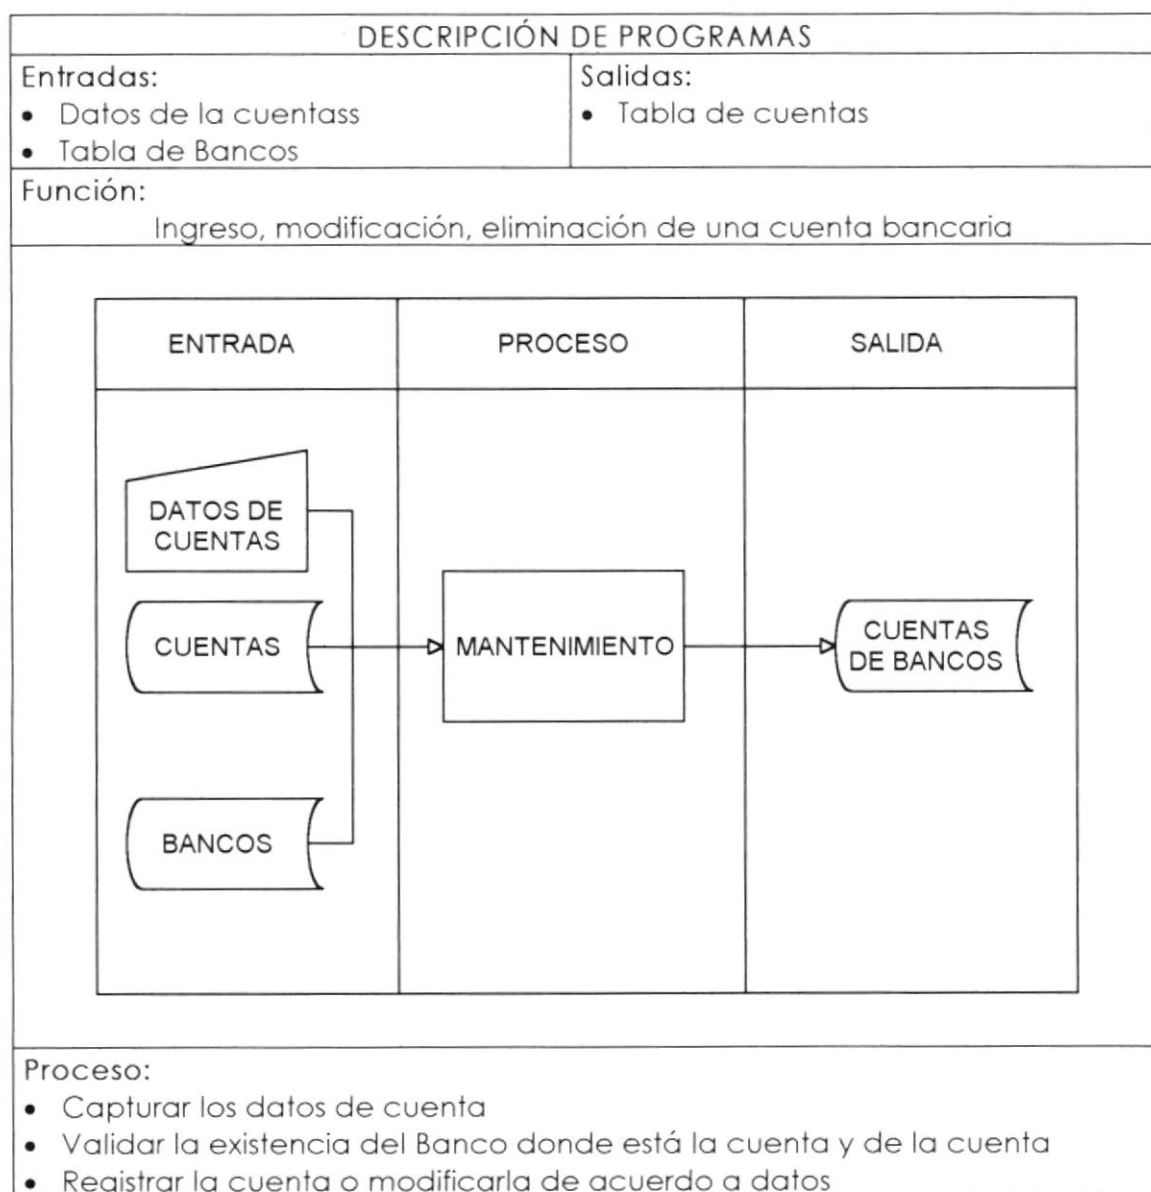 DESCRIPCIÓN DE PROGRAMAS
Entradas:
• Datos de la cuentass
• Tabla de Bancos
Salidas:
• Tabla de cuentas
Función:
Ingreso, modificación, eliminación de una cuenta bancaria
ENTRADA
PROCESO
SALIDA
DATOS DE
CUENTAS
CUENTAS
BANCOS
MANTENIMIENTO
CUENTAS
DE BANCOS
Proceso:
• Capturar los datos de cuenta
• Validar la existencia del Banco donde está la cuenta y de la cuenta
• Registrar la cuenta o modificarla de acuerdo a datos